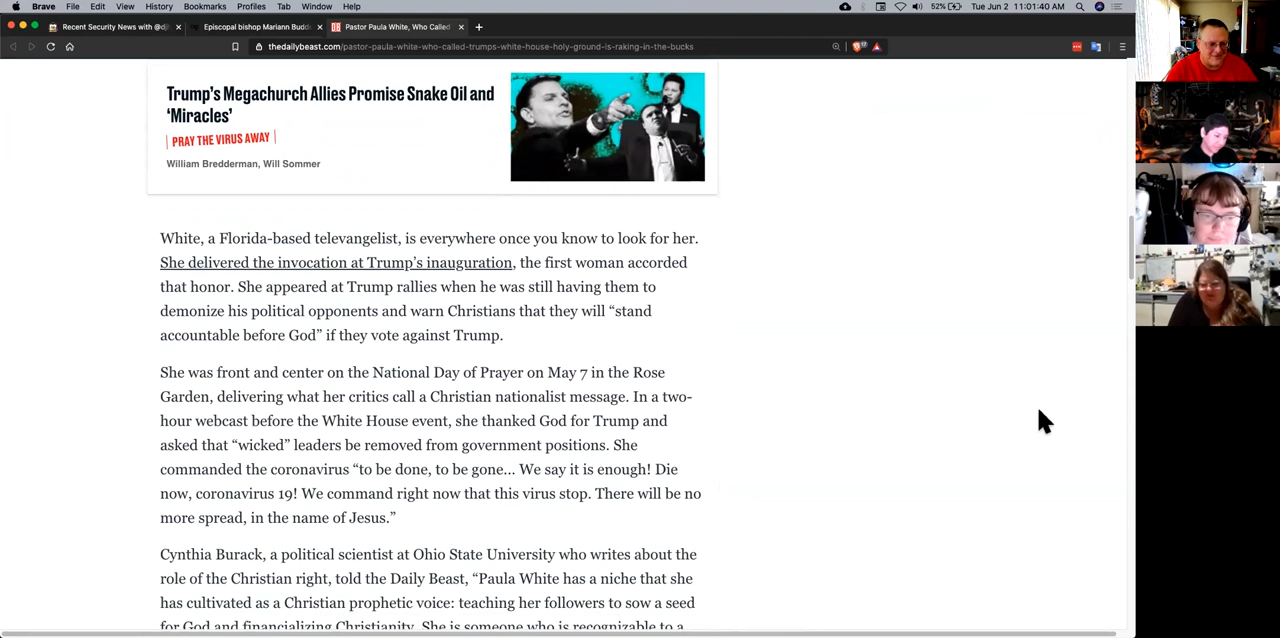 Brave File Edit View History Bookmarks Profiles Tab Window Help 52% Tue Jun 2 11:01:40 AM
Recent Security News with @dj × Episcopal bishop Mariann Budd × Pastor Paula White, Who Called × +
thedailybeast.com/pastor-paula-white-who-called-trumps-white-house-holy-ground-is-raking-in-the-bucks
Trump's Megachurch Allies Promise Snake Oil and
‘Miracles’
PRAY THE VIRUS AWAY
William Bredderman, Will Sommer
White, a Florida-based televangelist, is everywhere once you know to look for her.
She delivered the invocation at Trump’s inauguration, the first woman accorded
that honor. She appeared at Trump rallies when he was still having them to
demonize his political opponents and warn Christians that they will “stand
accountable before God” if they vote against Trump.
She was front and center on the National Day of Prayer on May 7 in the Rose
Garden, delivering what her critics call a Christian nationalist message. In a two-
hour webcast before the White House event, she thanked God for Trump and
asked that “wicked” leaders be removed from government positions. She
commanded the coronavirus “to be done, to be gone... We say it is enough! Die
now, coronavirus 19! We command right now that this virus stop. There will be no
more spread, in the name of Jesus.”
Cynthia Burack, a political scientist at Ohio State University who writes about the
role of the Christian right, told the Daily Beast, “Paula White has a niche that she
has cultivated as a Christian prophetic voice: teaching her followers to sow a seed
for God and financializing Christianity. She is someone who is recognizable to a